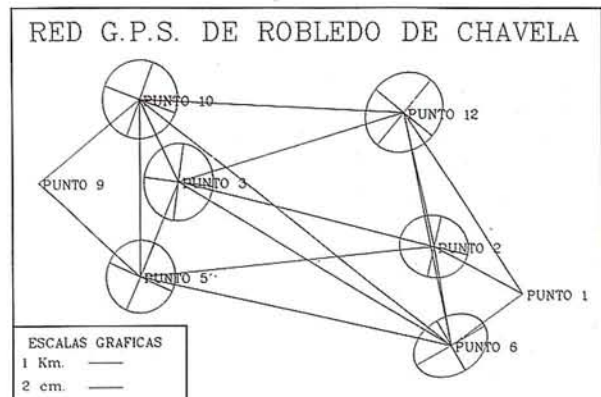 RED G.P.S. DE ROBLEDO DE CHAVELA
PUNTO 10
PUNTO 12
PUNTO 9
PUNTO 3
PUNTO 2
PUNTO 5
PUNTO 1
PUNTO 6
ESCALAS GRAFICAS
1 Km.
2 cm.